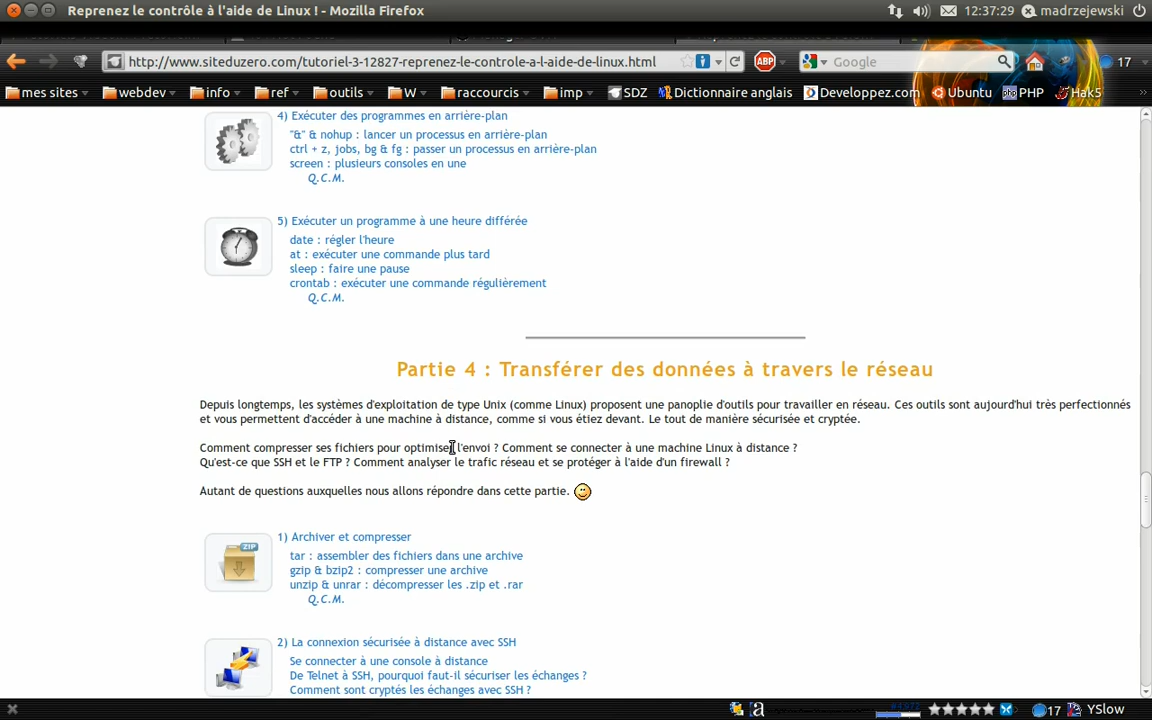 Reprenez le contrôle à l'aide de Linux ! - Mozilla Firefox
12:37:29 madrzejewski
http://www.siteduzero.com/tutoriel-3-12827-reprenez-le-controle-a-l-aide-de-linux.html ABP Google 17
mes sites webdev info ref outils W raccourcis imp SDZ Dictionnaire anglais Developpez.com Ubuntu PHP Hak5
4) Exécuter des programmes en arrière-plan
"&" & nohup : lancer un processus en arrière-plan
ctrl + z, jobs, bg & fg : passer un processus en arrière-plan
screen : plusieurs consoles en une
Q.C.M.
5) Exécuter un programme à une heure différée
date : régler l'heure
at : exécuter une commande plus tard
sleep : faire une pause
crontab : exécuter une commande régulièrement
Q.C.M.
Partie 4 : Transférer des données à travers le réseau
Depuis longtemps, les systèmes d'exploitation de type Unix (comme Linux) proposent une panoplie d'outils pour travailler en réseau. Ces outils sont aujourd'hui très perfectionnés
et vous permettent d'accéder à une machine à distance, comme si vous étiez devant. Le tout de manière sécurisée et cryptée.
Comment compresser ses fichiers pour optimiser l'envoi ? Comment se connecter à une machine Linux à distance ?
Qu'est-ce que SSH et le FTP ? Comment analyser le trafic réseau et se protéger à l'aide d'un firewall ?
Autant de questions auxquelles nous allons répondre dans cette partie.
ZIP
1) Archiver et compresser
tar : assembler des fichiers dans une archive
gzip & bzip2 : compresser une archive
unzip & unrar : décompresser les .zip et .rar
Q.C.M.
2) La connexion sécurisée à distance avec SSH
Se connecter à une console à distance
De Telnet à SSH, pourquoi faut-il sécuriser les échanges ?
Comment sont cryptés les échanges avec SSH ?
a 17 YSlow